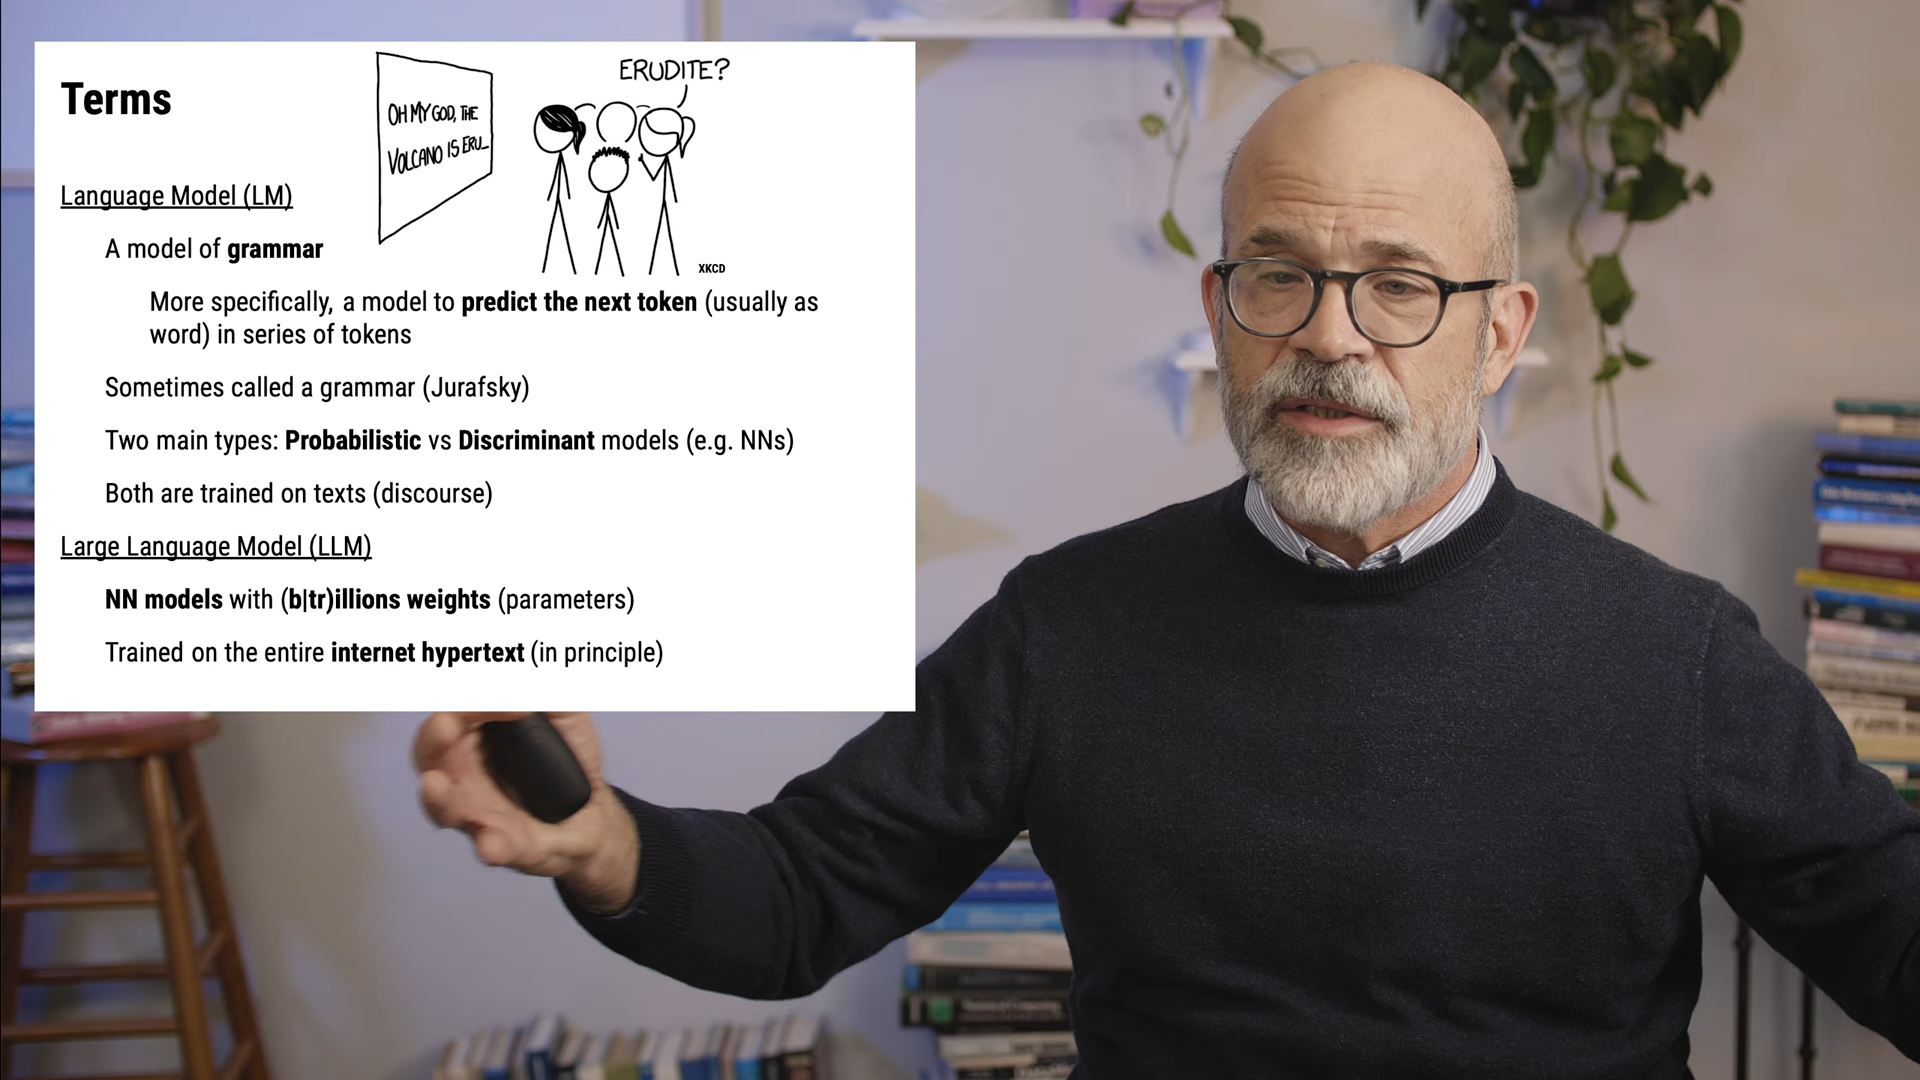 Terms
OH MY GOD, THE
VOLCANO IS ERU_
ERUDITE?
XKCD
Language Model (LM)
A model of grammar
More specifically, a model to predict the next token (usually as
word) in series of tokens
Sometimes called a grammar (Jurafsky)
Two main types: Probabilistic vs Discriminant models (e.g. NNs)
Both are trained on texts (discourse)
Large Language Model (LLM)
NN models with (b|tr)illions weights (parameters)
Trained on the entire internet hypertext (in principle)